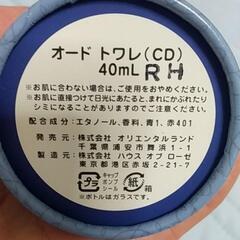 オード トワレ(CD)
40mL RH
※お肌に合わない場合は、ご使用をおやめください。
※お肌に直接つけて日光にあたると、まれにかぶれたり
シミになることがありますので、ご注意ください。
全成分:エタノール、香料、青1、赤401
発売元:株式会社 オリエンタルランド
千葉県浦安市舞浜 1-1
製造元:株式会社 ハウス オブ ローゼ
東京都港区赤坂 2-21-7
プラ キャップ ポンプ シール 紙 箱
※ボトルはガラスです。